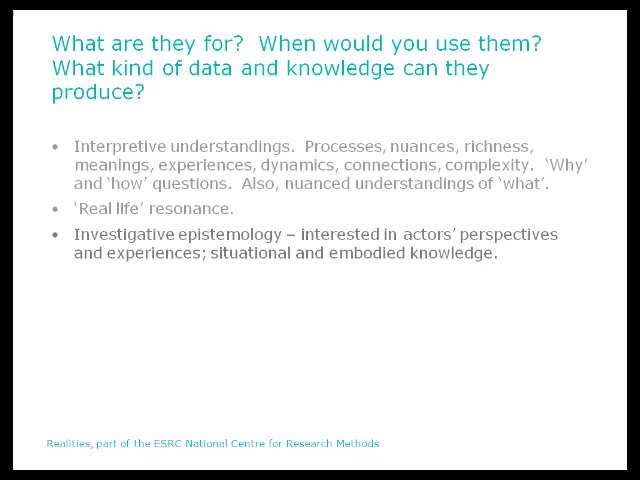 What are they for?  When would you use them?
What kind of data and knowledge can they
produce?
• Interpretive understandings.  Processes, nuances, richness,
meanings, experiences, dynamics, connections, complexity.  ‘Why’
and ‘how’ questions.  Also, nuanced understandings of ‘what’.
• ‘Real life’ resonance.
• Investigative epistemology – interested in actors’ perspectives
and experiences; situational and embodied knowledge.
Realities, part of the ESRC National Centre for Research Methods